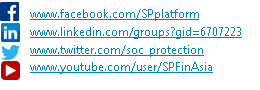 www.facebook.com/SPplatform
www.linkedin.com/groups?gid=6707223
www.twitter.com/soc_protection
www.youtube.com/user/SPFinAsia